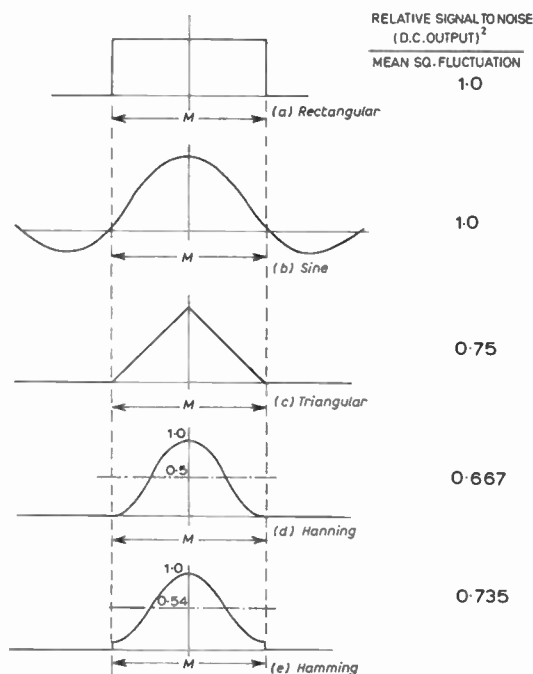 RELATIVE SIGNAL TO NOISE
(D.C. OUTPUT)²
MEAN SQ. FLUCTUATION
1·0
M
(a) Rectangular
1·0
M
(b) Sine
0·75
M
(c) Triangular
1·0
0·5
0·667
M
(d) Hanning
1·0
0·54
0·735
M
(e) Hamming